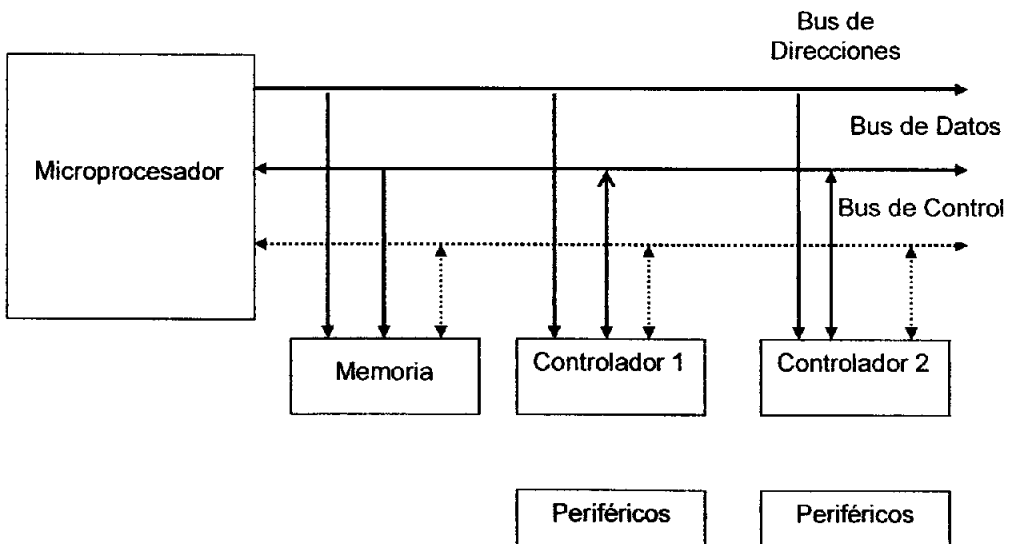 Bus de
Direcciones
Bus de Datos
Microprocesador
Bus de Control
Memoria
Controlador 1
Controlador 2
Periféricos
Periféricos